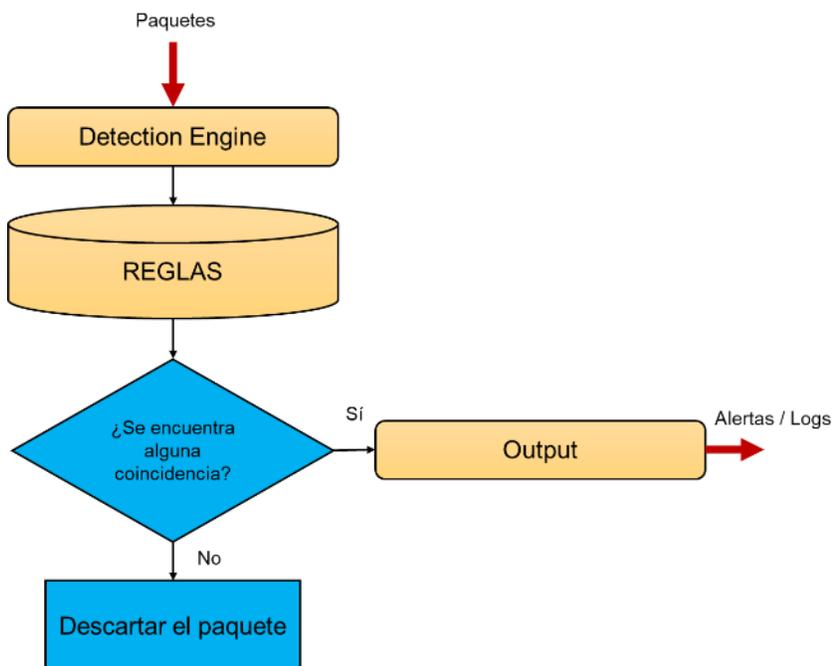 Paquetes
Detection Engine
REGLAS
¿Se encuentra
alguna
coincidencia?
Sí
Output
Alertas / Logs
No
Descartar el paquete